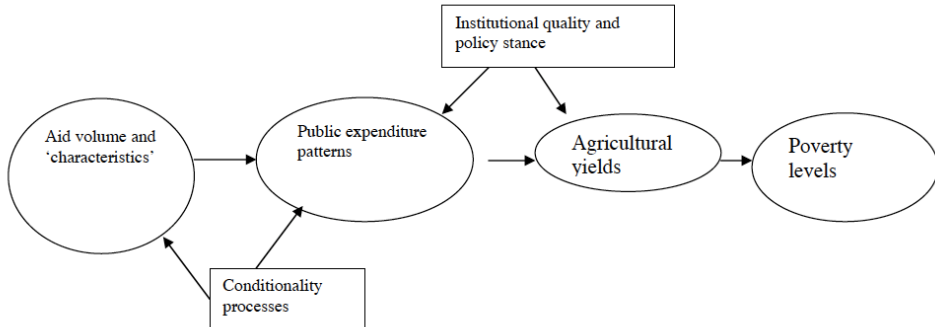 Institutional quality and
policy stance
Aid volume and
‘characteristics’
Public expenditure
patterns
Agricultural
yields
Poverty
levels
Conditionality
processes